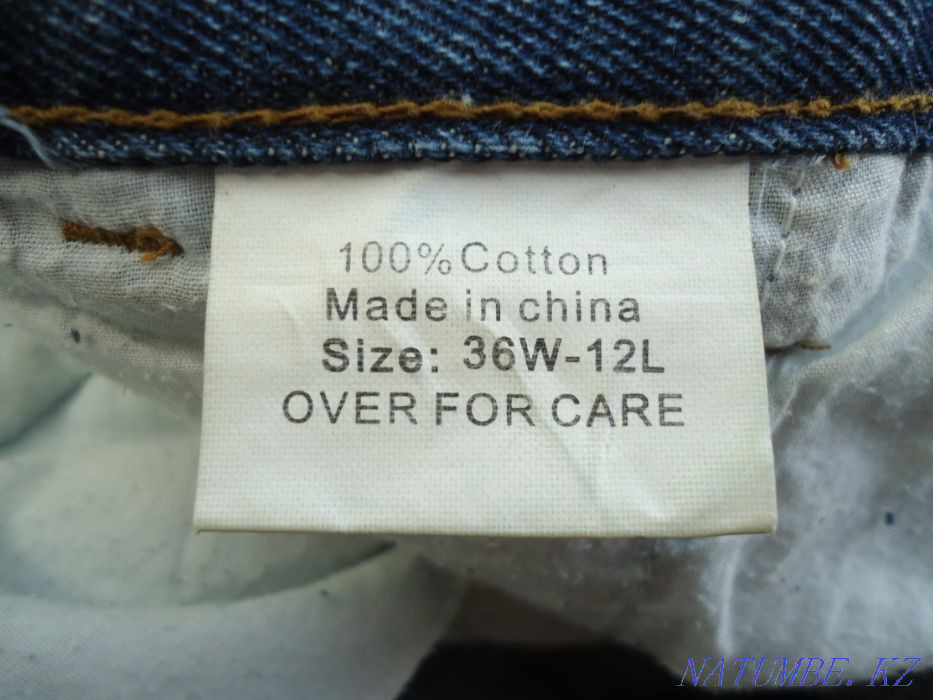 100% Cotton
Made in china
Size: 36W-12L
OVER FOR CARE
NATUMBE. KZ